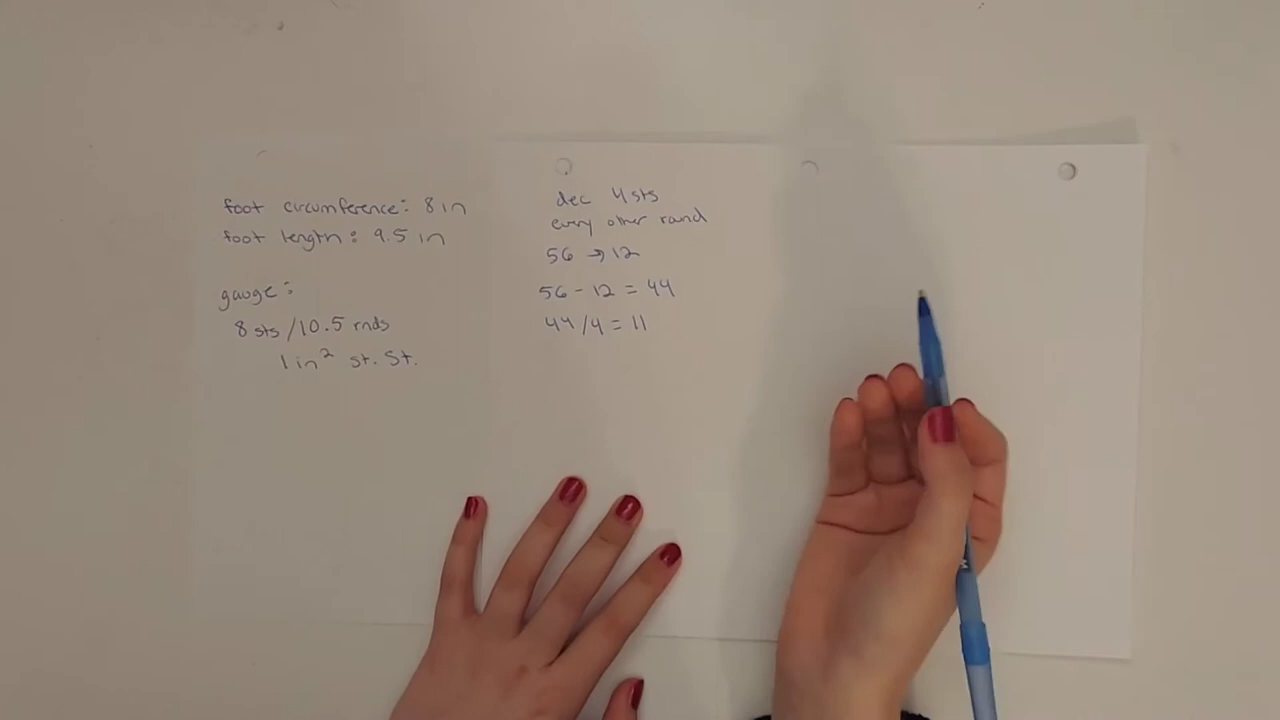 foot circumference: 8 in
foot length: 9.5 in
gauge:
8 sts/10.5 rnds
1 in² st. St.
dec 4 sts
every other rand
56 → 12
56 - 12 = 44
44/4 = 11